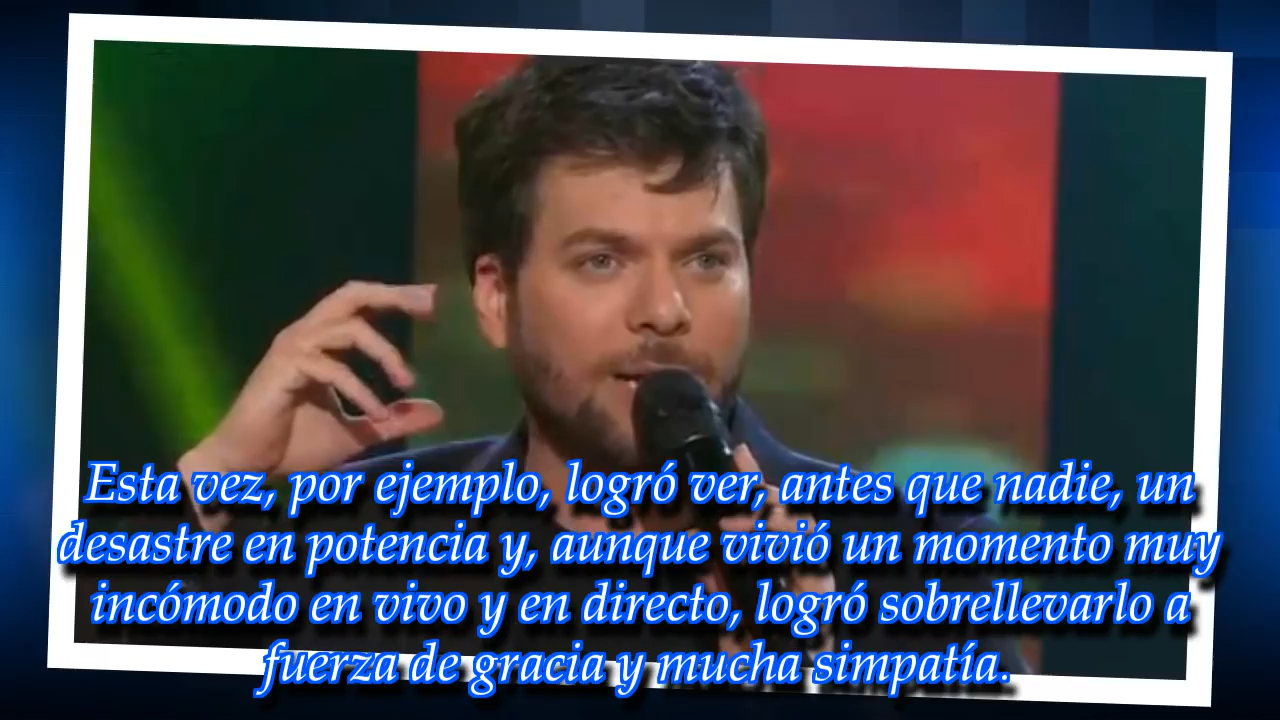 Esta vez, por ejemplo, logró ver, antes que nadie, un
desastre en potencia y, aunque vivió un momento muy
incómodo en vivo y en directo, logró sobrellevarlo a
fuerza de gracia y mucha simpatía.